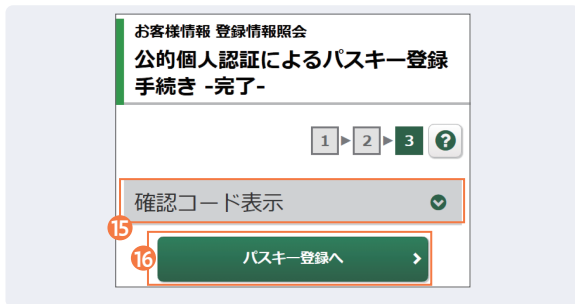 お客様情報 登録情報照会
公的個人認証によるパスキー登録
手続き -完了-
1 ▶ 2 ▶ 3 ?
確認コード表示
15
16 パスキー登録へ